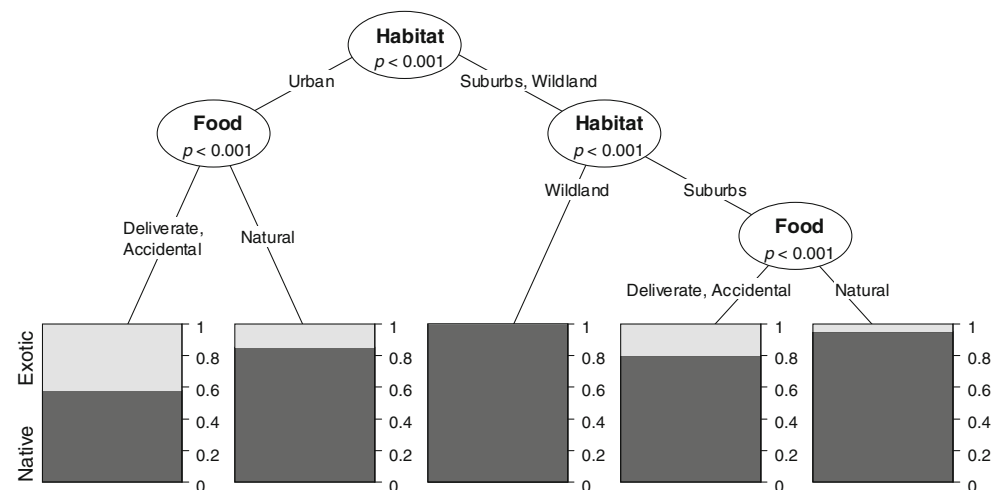 Habitat
p < 0.001
Urban
Suburbs, Wildland
Food
p < 0.001
Habitat
p < 0.001
Wildland
Suburbs
Deliverate,
Accidental
Natural
Food
p < 0.001
Deliverate, Accidental
Natural
Exotic
Native
1
0.8
0.6
0.4
0.2
0
1
0.8
0.6
0.4
0.2
0
1
0.8
0.6
0.4
0.2
0
1
0.8
0.6
0.4
0.2
0
1
0.8
0.6
0.4
0.2
0